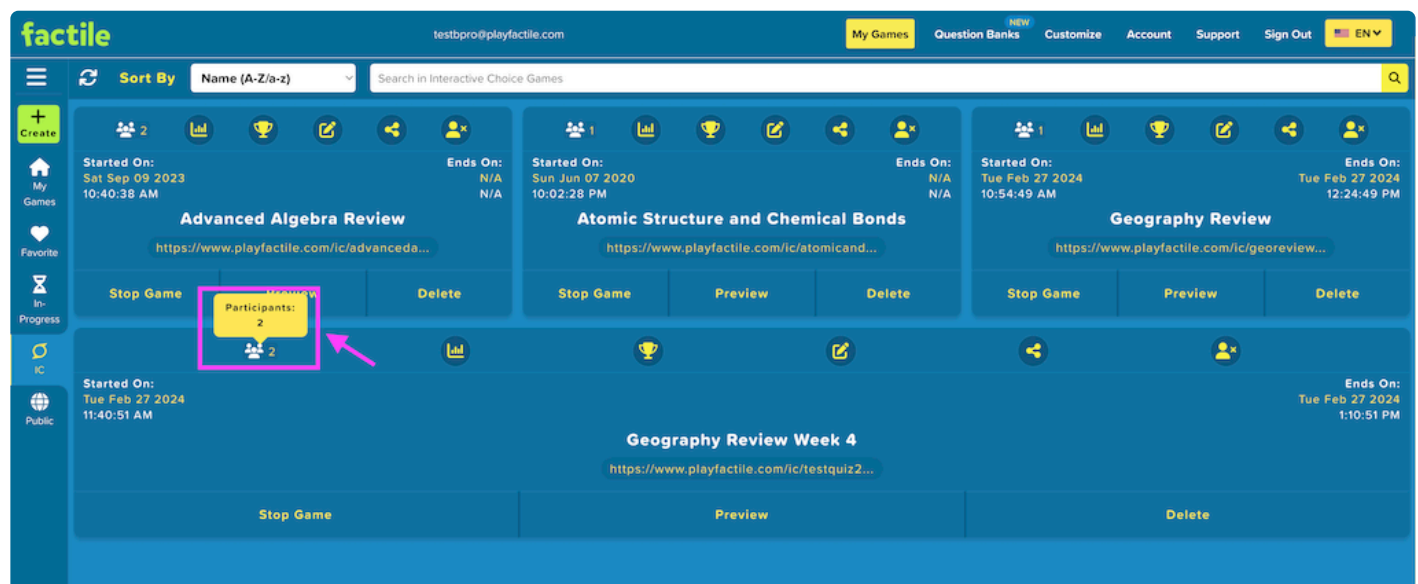 factile
testbpro@playfactile.com
My Games
Question Banks
NEW
Customize
Account
Support
Sign Out
EN
Sort By
Name (A-Z/a-z)
Search in Interactive Choice Games
Create
My
Games
Favorite
In-
Progress
IC
Public
2
Started On:
Sat Sep 09 2023
10:40:38 AM
Ends On:
N/A
N/A
Advanced Algebra Review
https://www.playfactile.com/ic/advanceda...
Stop Game
Delete
1
Started On:
Sun Jun 07 2020
10:02:28 PM
Ends On:
N/A
N/A
Atomic Structure and Chemical Bonds
https://www.playfactile.com/ic/atomicand...
Stop Game
Preview
Delete
1
Started On:
Tue Feb 27 2024
10:54:49 AM
Ends On:
Tue Feb 27 2024
12:24:49 PM
Geography Review
https://www.playfactile.com/ic/georeview...
Stop Game
Preview
Delete
Participants:
2
2
Started On:
Tue Feb 27 2024
11:40:51 AM
Ends On:
Tue Feb 27 2024
1:10:51 PM
Geography Review Week 4
https://www.playfactile.com/ic/testquiz2...
Stop Game
Preview
Delete